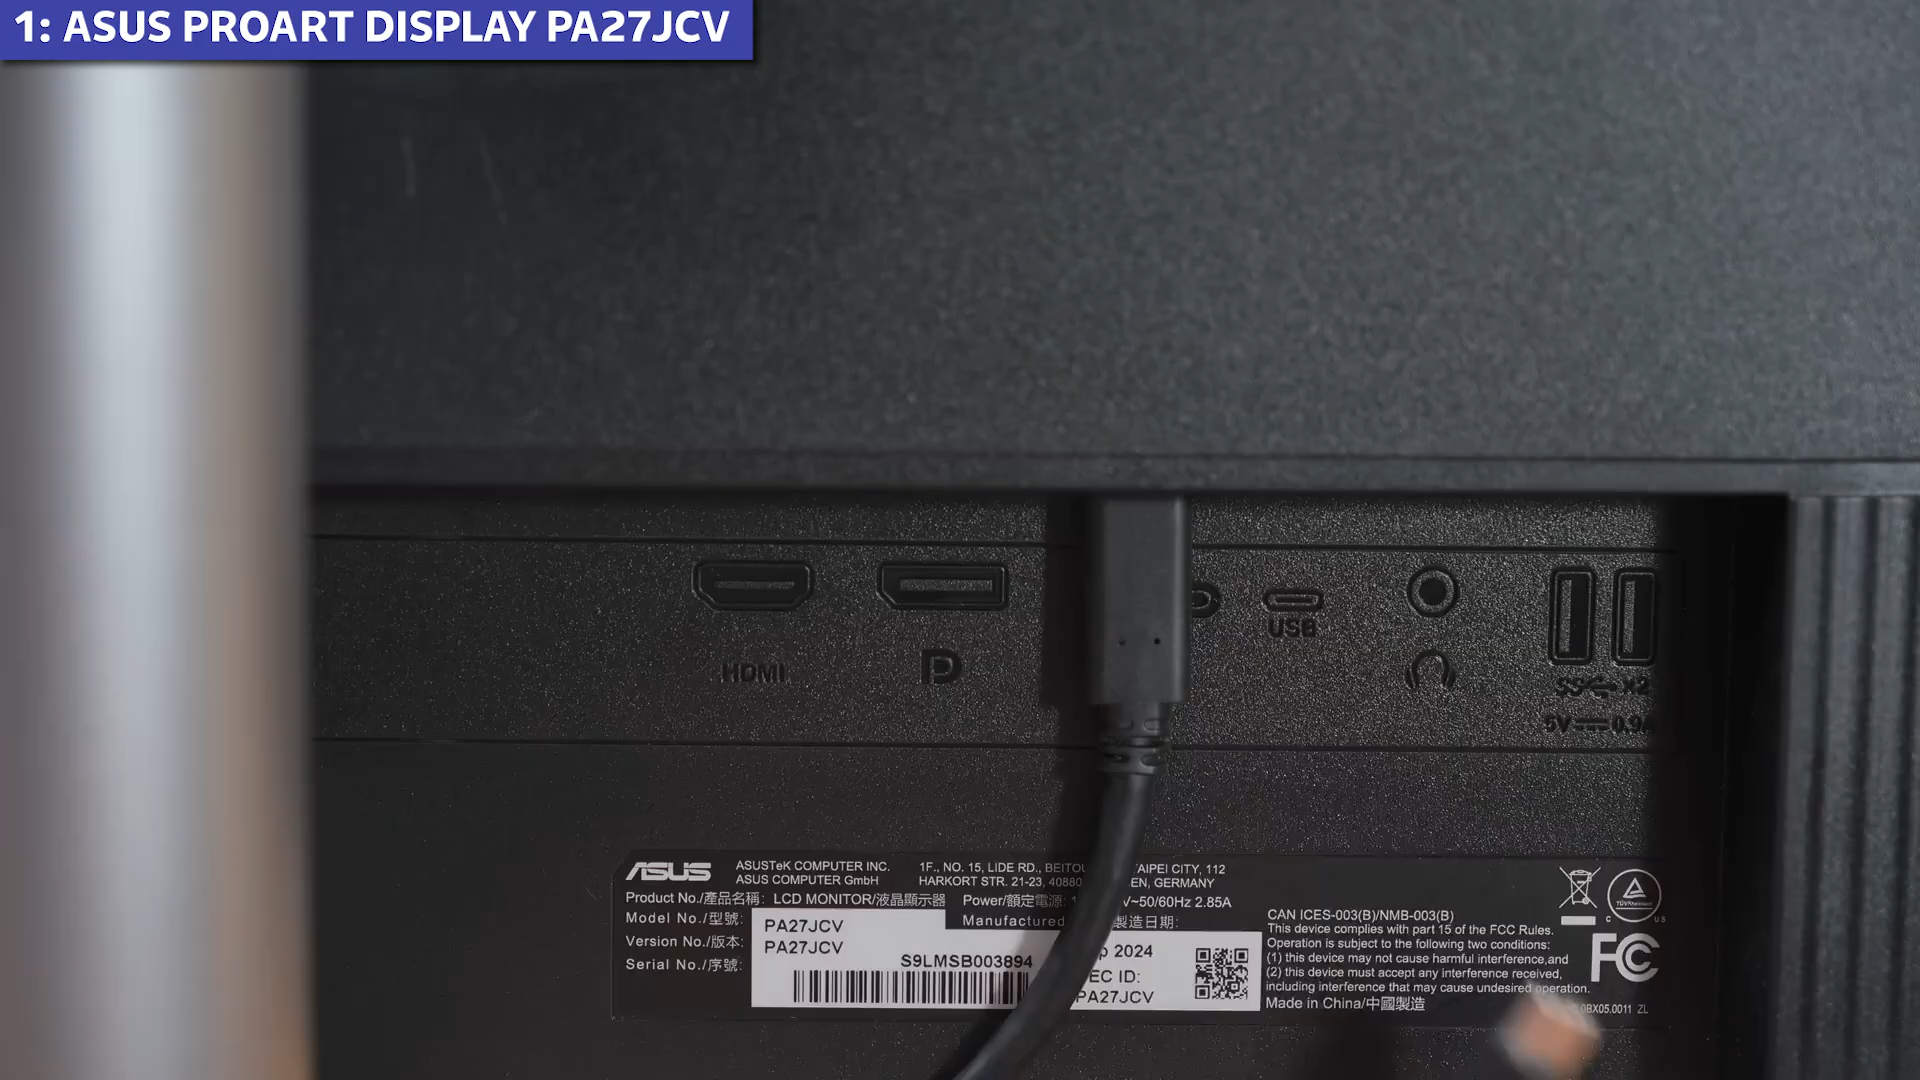 1: ASUS PROART DISPLAY PA27JCV
HDMI
USB
x2
5V 0.9A
ASUS
ASUSTeK COMPUTER INC.
ASUS COMPUTER GmbH
1F., NO. 15, LIDE RD., TAIPEI CITY, 112
HARKORT STR. 21-23, GERMANY
Product No./產品名稱: LCD MONITOR/液晶顯示器
Power/額定電源: V~50/60Hz 2.85A
Model No./型號: PA27JCV
Manufactured 製造日期:
Version No./版本: PA27JCV
2024
Serial No./序號: S9LMSB003894
EC ID:
PA27JCV
CAN ICES-003(B)/NMB-003(B)
This device complies with part 15 of the FCC Rules.
Operation is subject to the following two conditions:
(1) this device may not cause harmful interference,and
(2) this device must accept any interference received,
including interference that may cause undesired operation.
Made in China/中國製造
TÜVRheinland
C US
FC
0BX05.0011 ZL